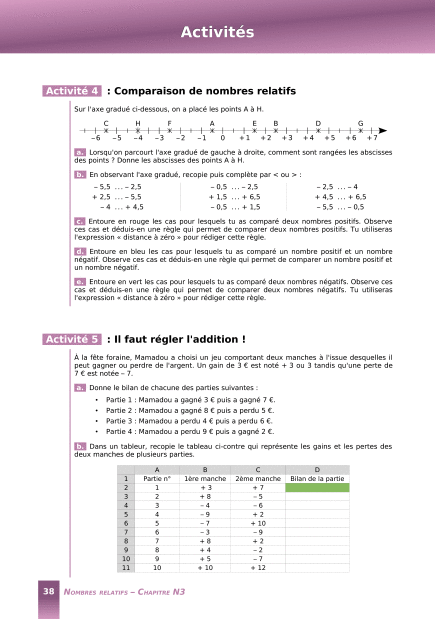 Activités
Activité 4 : Comparaison de nombres relatifs
Sur l'axe gradué ci-dessous, on a placé les points A à H.
C H F A E B D G
– 6 – 5 – 4 – 3 – 2 – 1 0 + 1 + 2 + 3 + 4 + 5 + 6 + 7
a. Lorsqu'on parcourt l'axe gradué de gauche à droite, comment sont rangées les abscisses
des points ? Donne les abscisses des points A à H.
b. En observant l'axe gradué, recopie puis complète par < ou > :
– 5,5 … – 2,5 – 0,5 … – 2,5 – 2,5 … – 4
+ 2,5 … – 5,5 + 1,5 … + 6,5 + 4,5 … + 6,5
– 4 … + 4,5 – 0,5 … + 1,5 – 5,5 … – 0,5
c. Entoure en rouge les cas pour lesquels tu as comparé deux nombres positifs. Observe
ces cas et déduis-en une règle qui permet de comparer deux nombres positifs. Tu utiliseras
l'expression « distance à zéro » pour rédiger cette règle.
d. Entoure en bleu les cas pour lesquels tu as comparé un nombre positif et un nombre
négatif. Observe ces cas et déduis-en une règle qui permet de comparer un nombre positif et
un nombre négatif.
e. Entoure en vert les cas pour lesquels tu as comparé deux nombres négatifs. Observe ces
cas et déduis-en une règle qui permet de comparer deux nombres négatifs. Tu utiliseras
l'expression « distance à zéro » pour rédiger cette règle.
Activité 5 : Il faut régler l'addition !
À la fête foraine, Mamadou a choisi un jeu comportant deux manches à l'issue desquelles il
peut gagner ou perdre de l'argent. Un gain de 3 € est noté + 3 ou 3 tandis qu'une perte de
7 € est notée – 7.
a. Donne le bilan de chacune des parties suivantes :
• Partie 1 : Mamadou a gagné 3 € puis a gagné 7 €.
• Partie 2 : Mamadou a gagné 8 € puis a perdu 5 €.
• Partie 3 : Mamadou a perdu 4 € puis a perdu 6 €.
• Partie 4 : Mamadou a perdu 9 € puis a gagné 2 €.
b. Dans un tableur, recopie le tableau ci-contre qui représente les gains et les pertes des
deux manches de plusieurs parties.
A B C D
1 Partie n° 1ère manche 2ème manche Bilan de la partie
2 1 + 3 + 7
3 2 + 8 – 5
4 3 – 4 – 6
5 4 – 9 + 2
6 5 – 7 + 10
7 6 – 3 – 9
8 7 + 8 + 2
9 8 + 4 – 2
10 9 + 5 – 7
11 10 + 10 + 12
38 Nombres relatifs – Chapitre N3